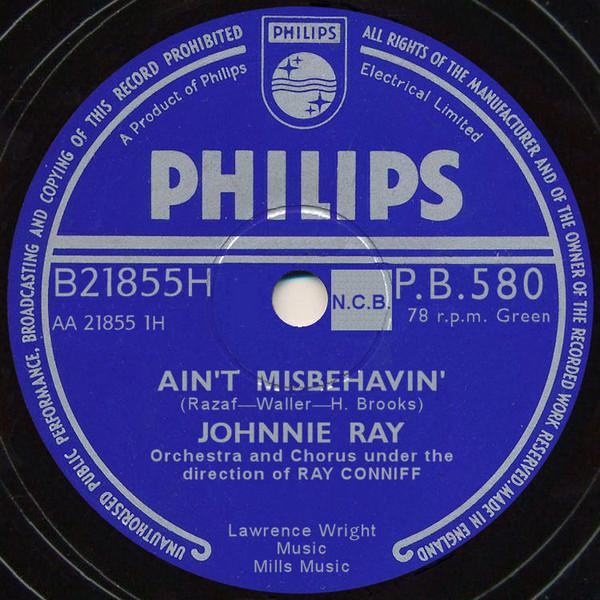 UNAUTHORISED PUBLIC PERFORMANCE, BROADCASTING AND COPYING OF THIS RECORD PROHIBITED
ALL RIGHTS OF THE MANUFACTURER AND OF THE OWNER OF THE RECORDED WORK RESERVED. MADE IN ENGLAND
PHILIPS
A Product of Philips
Electrical Limited
PHILIPS
B21855H
P.B.580
N.C.B.
AA 21855 1H
78 r.p.m. Green
AIN'T MISBEHAVIN'
(Razaf—Waller—H. Brooks)
JOHNNIE RAY
Orchestra and Chorus under the
direction of RAY CONNIFF
Lawrence Wright
Music
Mills Music